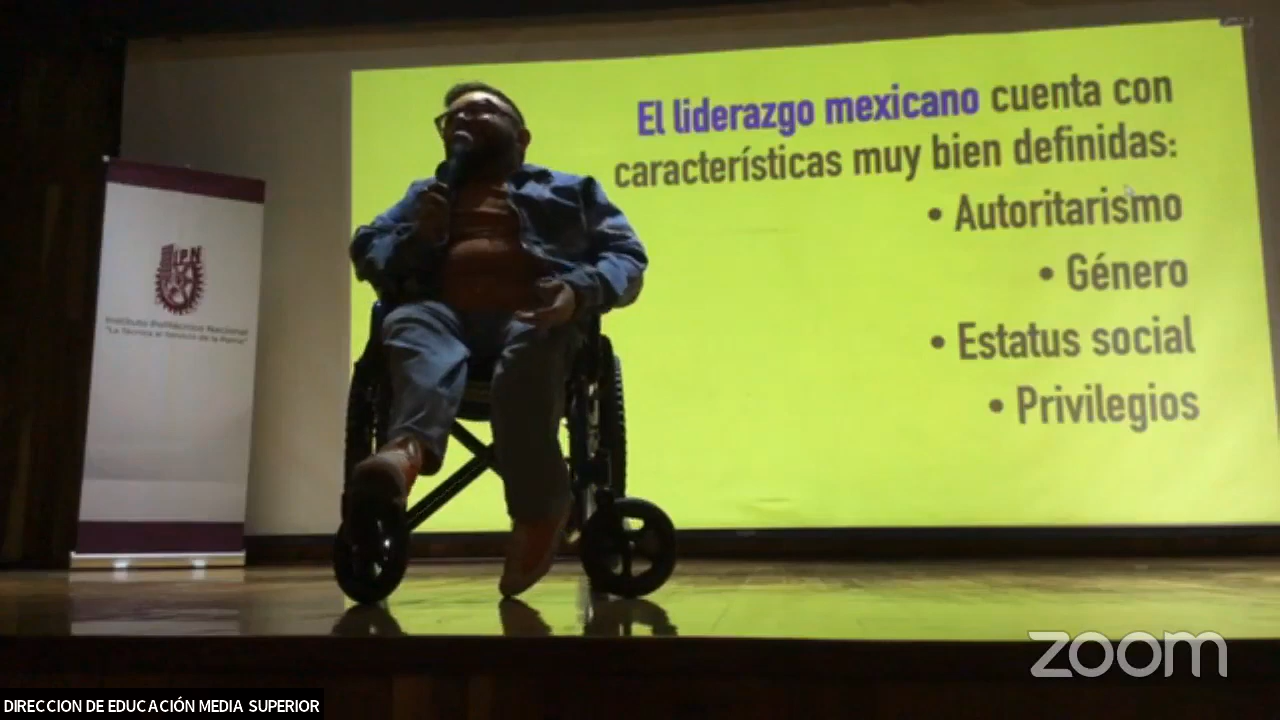 El liderazgo mexicano cuenta con
características muy bien definidas:
• Autoritarismo
• Género
• Estatus social
• Privilegios
IPN
Instituto Politécnico Nacional
"La Técnica al Servicio de la Patria"
zoom
DIRECCION DE EDUCACIÓN MEDIA SUPERIOR